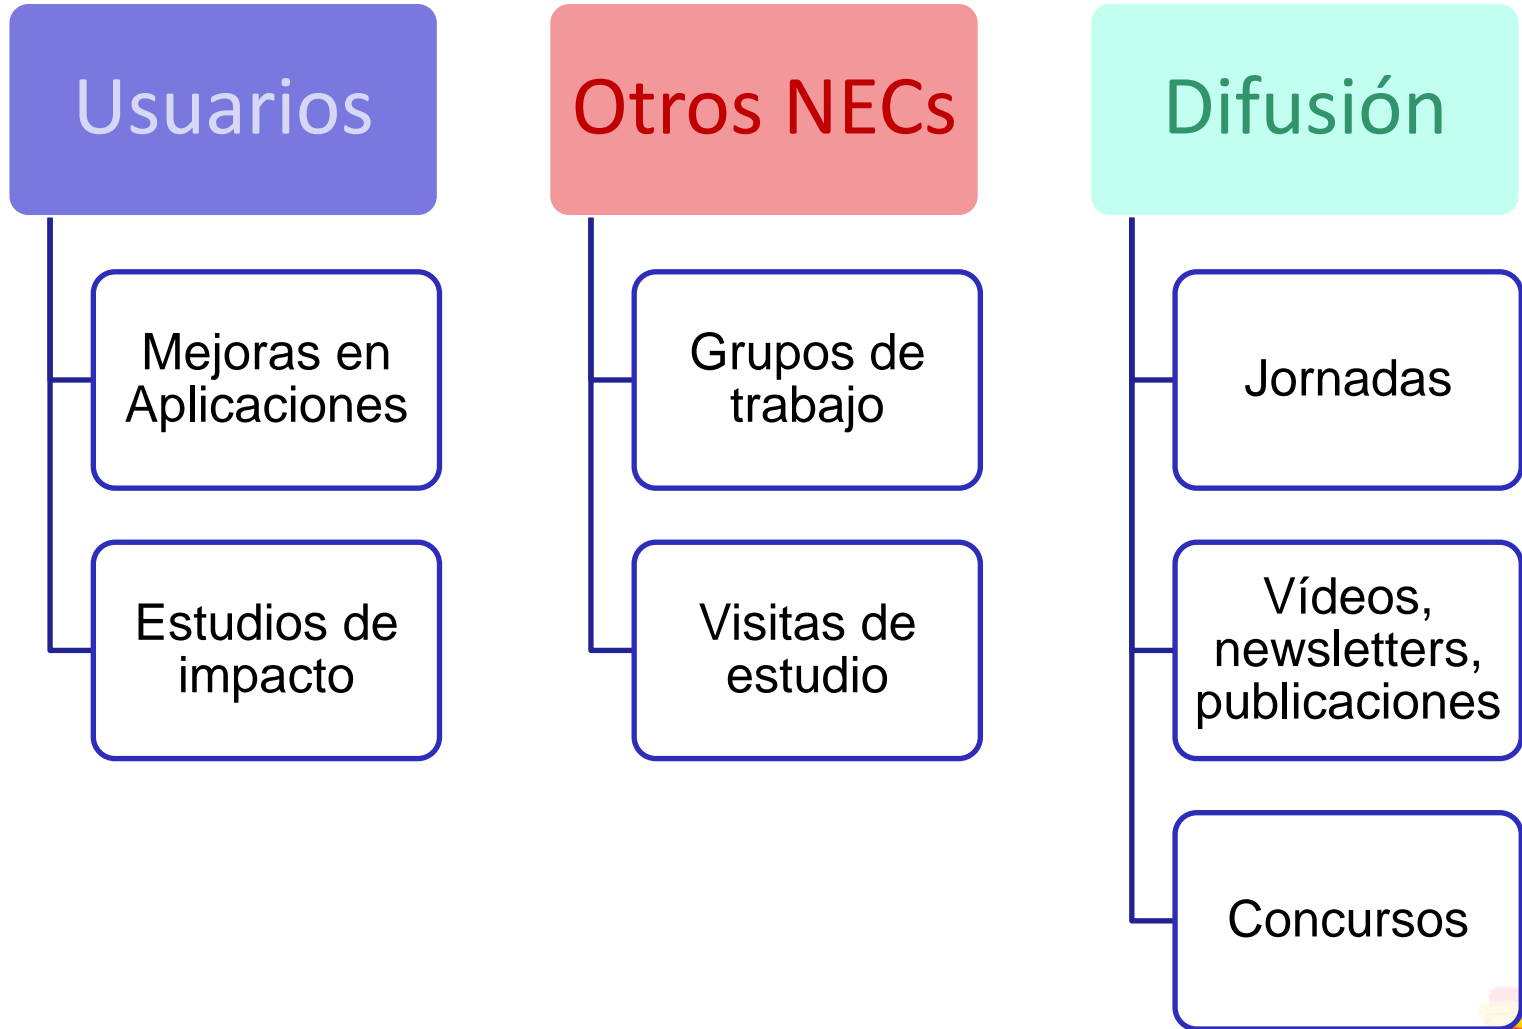 Usuarios
Mejoras en
Aplicaciones
Estudios de
impacto
Otros NECs
Grupos de
trabajo
Visitas de
estudio
Difusión
Jornadas
Vídeos,
newsletters,
publicaciones
Concursos